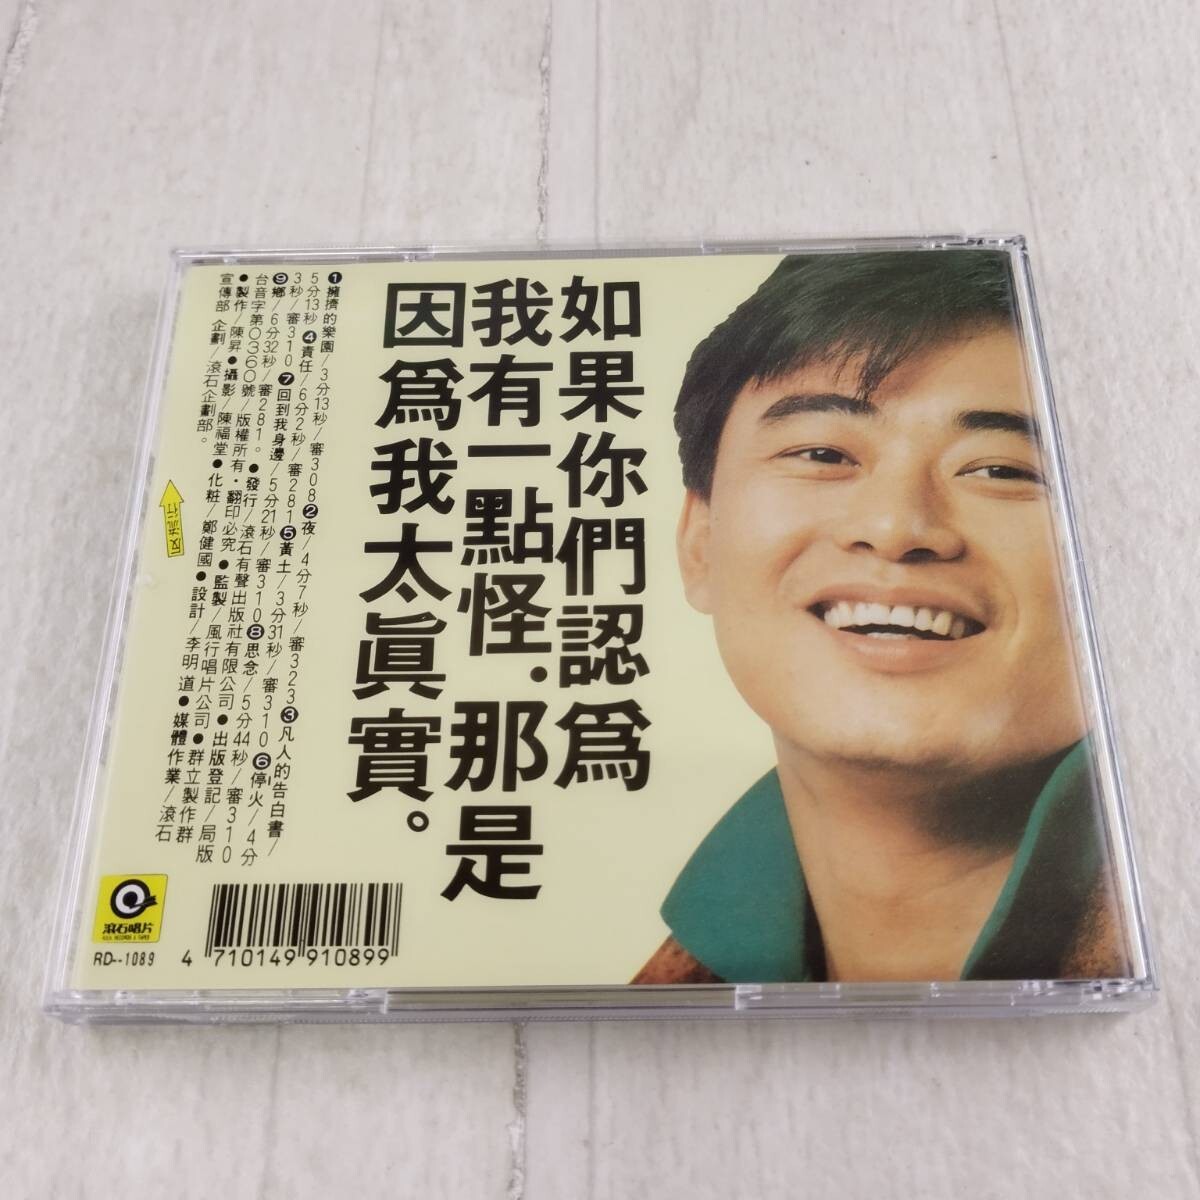 如果你們認為
我有一點怪．那是
因為我太眞實。
❶擁擠的樂園/3分13秒/審308❷夜/4分7秒/審323❸凡人的告白書/
5分13秒❹責任/6分2秒/審281❺黃土/3分31秒/審310❻停火/4分
3秒/審310❼回到我身邊/5分21秒/審310❽思念/5分44秒/審310
❾鄉/6分32秒/審281。●發行/滾石有聲出版社有限公司●出版登記/局版
台音字第0360號/版權所有・翻印必究●監製/風行唱片公司●群立製作群
●製作/陳昇●攝影/陳福堂●化粧/鄭健國●設計/李明道●媒體作業/滾石
宣傳部 企劃/滾石企劃部。
反流行
滾石唱片
ROCK RECORDS & TAPES
RD--1089
4 710149 910899